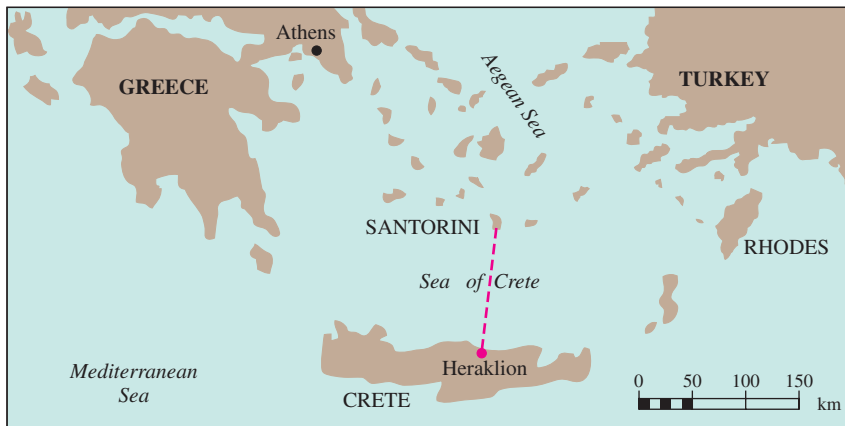 Athens
GREECE
Aegean Sea
TURKEY
SANTORINI
RHODES
Sea of Crete
Mediterranean
Sea
Heraklion
CRETE
0 50 100 150
km